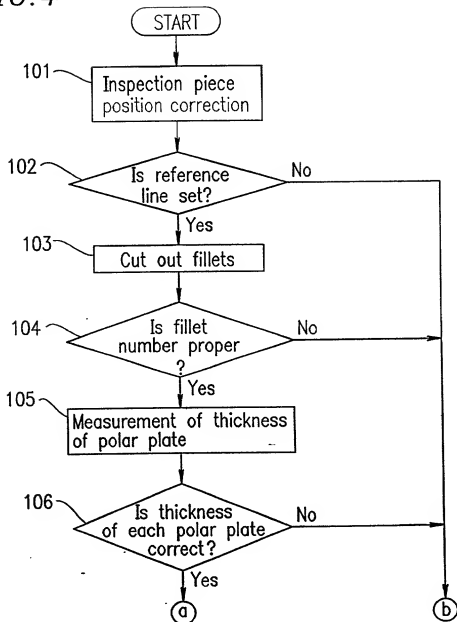 START
101
Inspection piece
position correction
102
Is reference
line set?
No
Yes
103
Cut out fillets
104
Is fillet
number proper
?
No
Yes
105
Measurement of thickness
of polar plate
106
Is thickness
of each polar plate
correct?
No
Yes
a
b